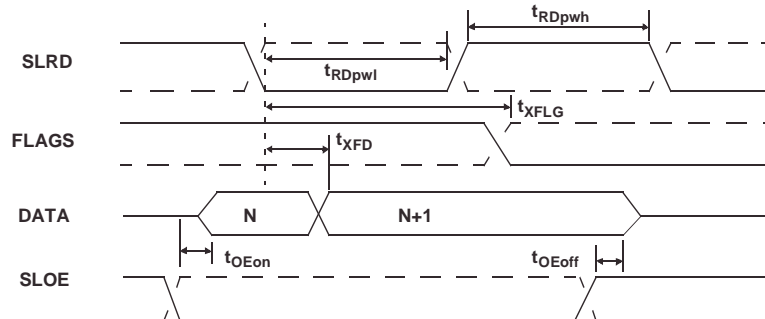 tRDpwh
SLRD
tRDpwl
tXFLG
FLAGS
tXFD
DATA
N
N+1
tOEon
tOEoff
SLOE